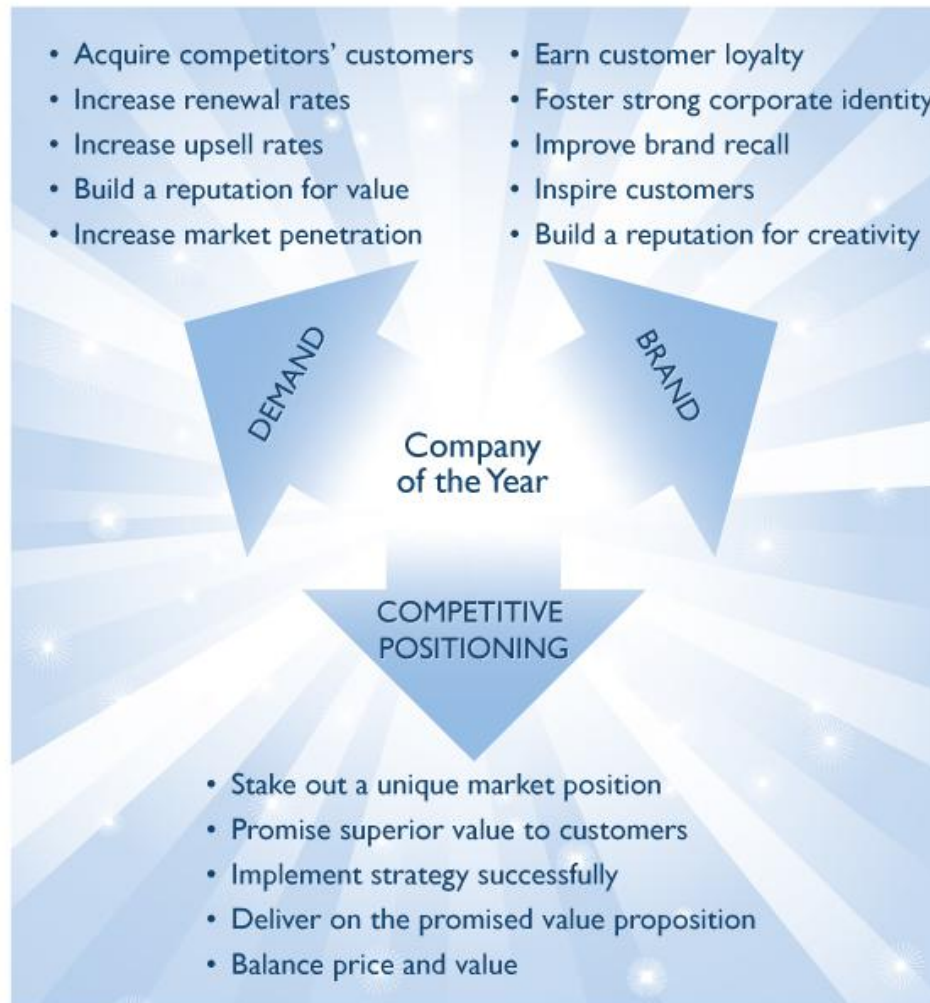 • Acquire competitors’ customers
• Increase renewal rates
• Increase upsell rates
• Build a reputation for value
• Increase market penetration
• Earn customer loyalty
• Foster strong corporate identity
• Improve brand recall
• Inspire customers
• Build a reputation for creativity
DEMAND
BRAND
Company
of the Year
COMPETITIVE
POSITIONING
• Stake out a unique market position
• Promise superior value to customers
• Implement strategy successfully
• Deliver on the promised value proposition
• Balance price and value